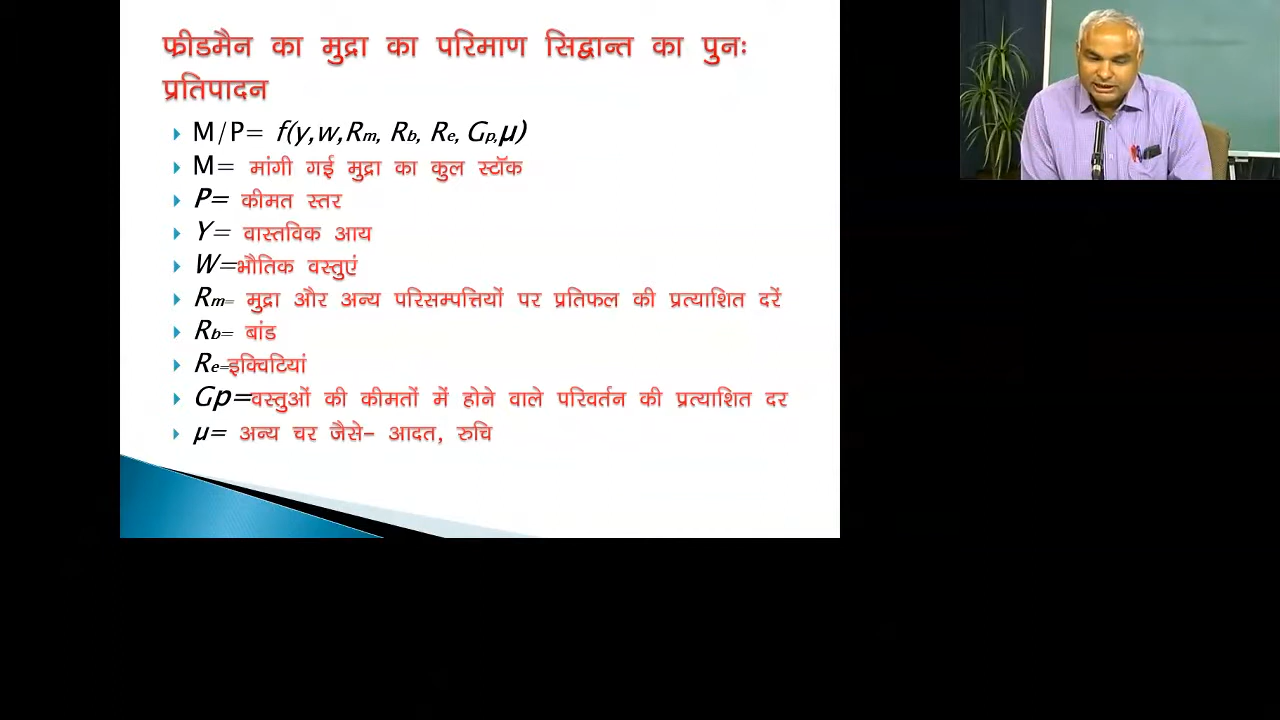 फ्रीडमैन का मुद्रा का परिमाण सिद्वान्त का पुनः
प्रतिपादन
M/P= f(y,w,Rm, Rb, Re, Gp,μ)
M= मांगी गई मुद्रा का कुल स्टॉक
P= कीमत स्तर
Y= वास्तविक आय
W=भौतिक वस्तुएं
Rm= मुद्रा और अन्य परिसम्पत्तियों पर प्रतिफल की प्रत्याशित दरें
Rb= बांड
Re=इक्विटियां
Gp=वस्तुओं की कीमतों में होने वाले परिवर्तन की प्रत्याशित दर
μ= अन्य चर जैसे– आदत, रुचि